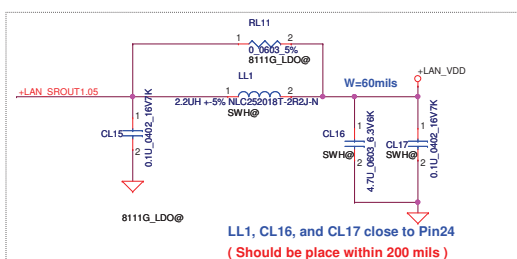 RL11
1 2
0_0603_5%
8111G_LDO@
LL1
1 2
+LAN_SROUT1.05
2.2UH +-5% NLC252018T-2R2J-N
SWH@
W=60mils
+LAN_VDD
1
CL15
2
0.1U_0402_16V7K
8111G_LDO@
1
CL16
SWH@
2
4.7U_0603_6.3V6K
1
CL17
SWH@
2
0.1U_0402_16V7K
LL1, CL16, and CL17 close to Pin24
( Should be place within 200 mils )